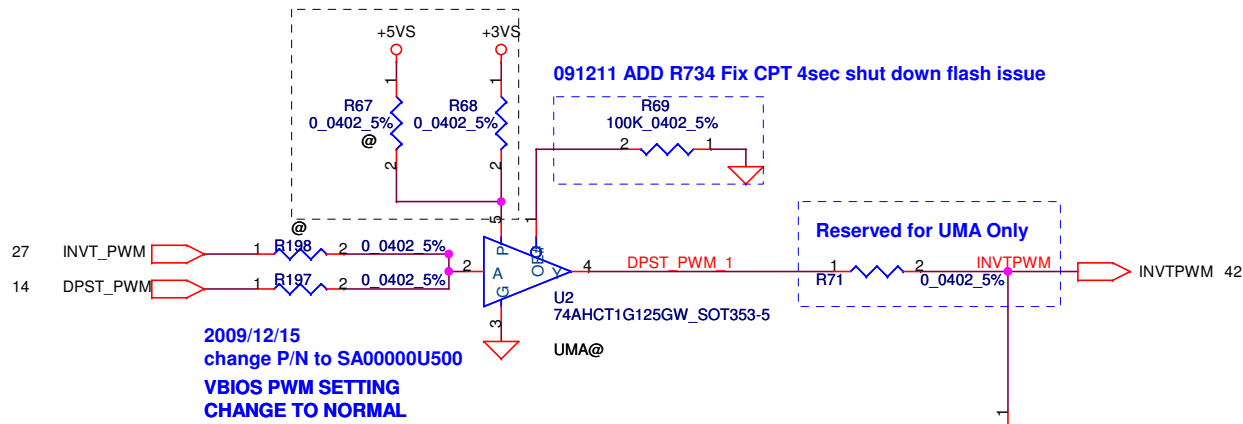 +5VS
+3VS
091211 ADD R734 Fix CPT 4sec shut down flash issue
1
1
R67
0_0402_5%
@
R68
0_0402_5%
R69
100K_0402_5%
2
1
2
2
1
5
@
Reserved for UMA Only
27 INVT_PWM
1 R198 2 0_0402_5%
P
OE#
14 DPST_PWM
1 R197 2 0_0402_5%
2
A
Y
G
4
DPST_PWM_1
1
R71
2
0_0402_5%
INVTPWM
INVTPWM 42
3
U2
74AHCT1G125GW_SOT353-5
UMA@
2009/12/15
change P/N to SA00000U500
VBIOS PWM SETTING
CHANGE TO NORMAL
1